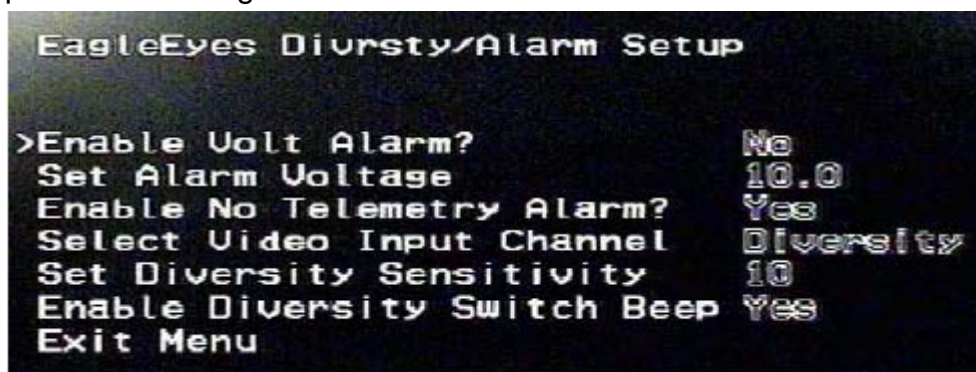 EagleEyes Divrsty/Alarm Setup
>Enable Volt Alarm? No
Set Alarm Voltage 10.0
Enable No Telemetry Alarm? Yes
Select Video Input Channel Diversity
Set Diversity Sensitivity 10
Enable Diversity Switch Beep Yes
Exit Menu